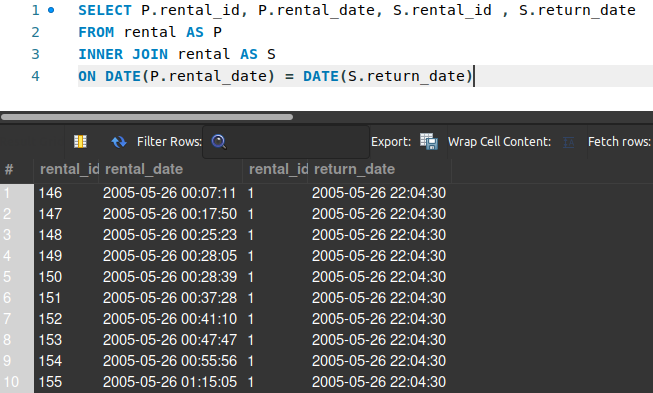 1 SELECT P.rental_id, P.rental_date, S.rental_id , S.return_date
2 FROM rental AS P
3 INNER JOIN rental AS S
4 ON DATE(P.rental_date) = DATE(S.return_date)
Filter Rows: Export: Wrap Cell Content: Fetch rows:
# rental_id rental_date rental_id return_date
1 146 2005-05-26 00:07:11 1 2005-05-26 22:04:30
2 147 2005-05-26 00:17:50 1 2005-05-26 22:04:30
3 148 2005-05-26 00:25:23 1 2005-05-26 22:04:30
4 149 2005-05-26 00:28:05 1 2005-05-26 22:04:30
5 150 2005-05-26 00:28:39 1 2005-05-26 22:04:30
6 151 2005-05-26 00:37:28 1 2005-05-26 22:04:30
7 152 2005-05-26 00:41:10 1 2005-05-26 22:04:30
8 153 2005-05-26 00:47:47 1 2005-05-26 22:04:30
9 154 2005-05-26 00:55:56 1 2005-05-26 22:04:30
10 155 2005-05-26 01:15:05 1 2005-05-26 22:04:30